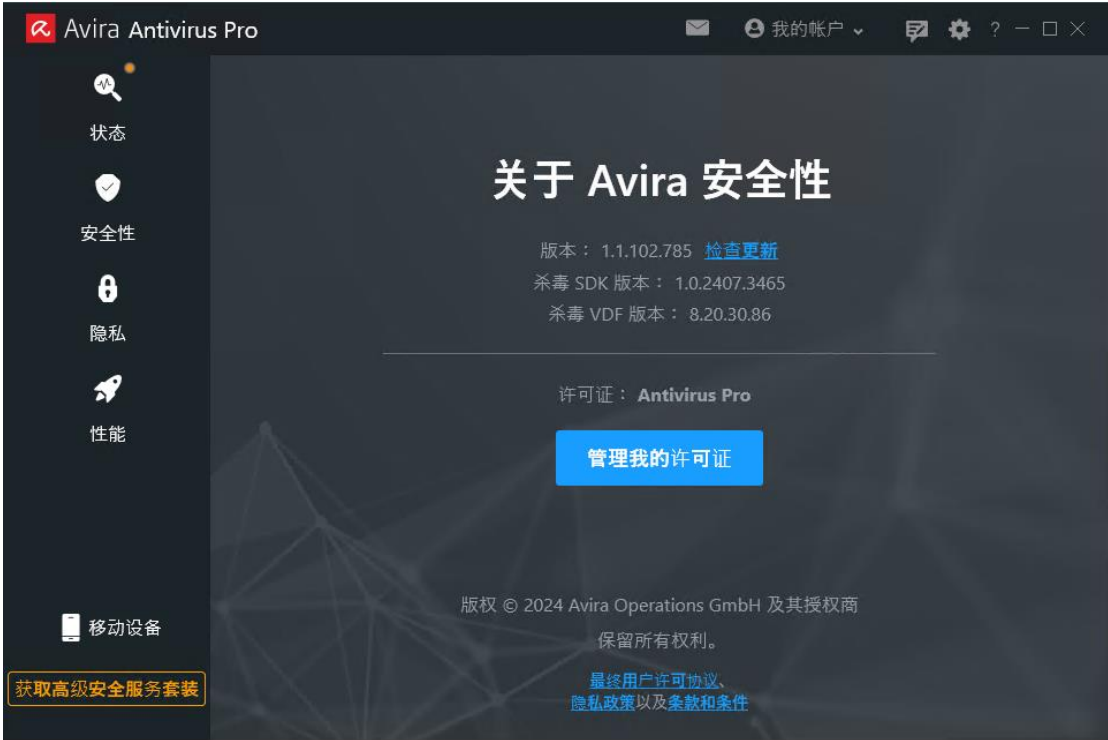 Avira Antivirus Pro
我的帐户
?
状态
安全性
隐私
性能
移动设备
获取高级安全服务套装
关于 Avira 安全性
版本： 1.1.102.785 检查更新
杀毒 SDK 版本： 1.0.2407.3465
杀毒 VDF 版本： 8.20.30.86
许可证： Antivirus Pro
管理我的许可证
版权 © 2024 Avira Operations GmbH 及其授权商
保留所有权利。
最终用户许可协议、
隐私政策以及条款和条件